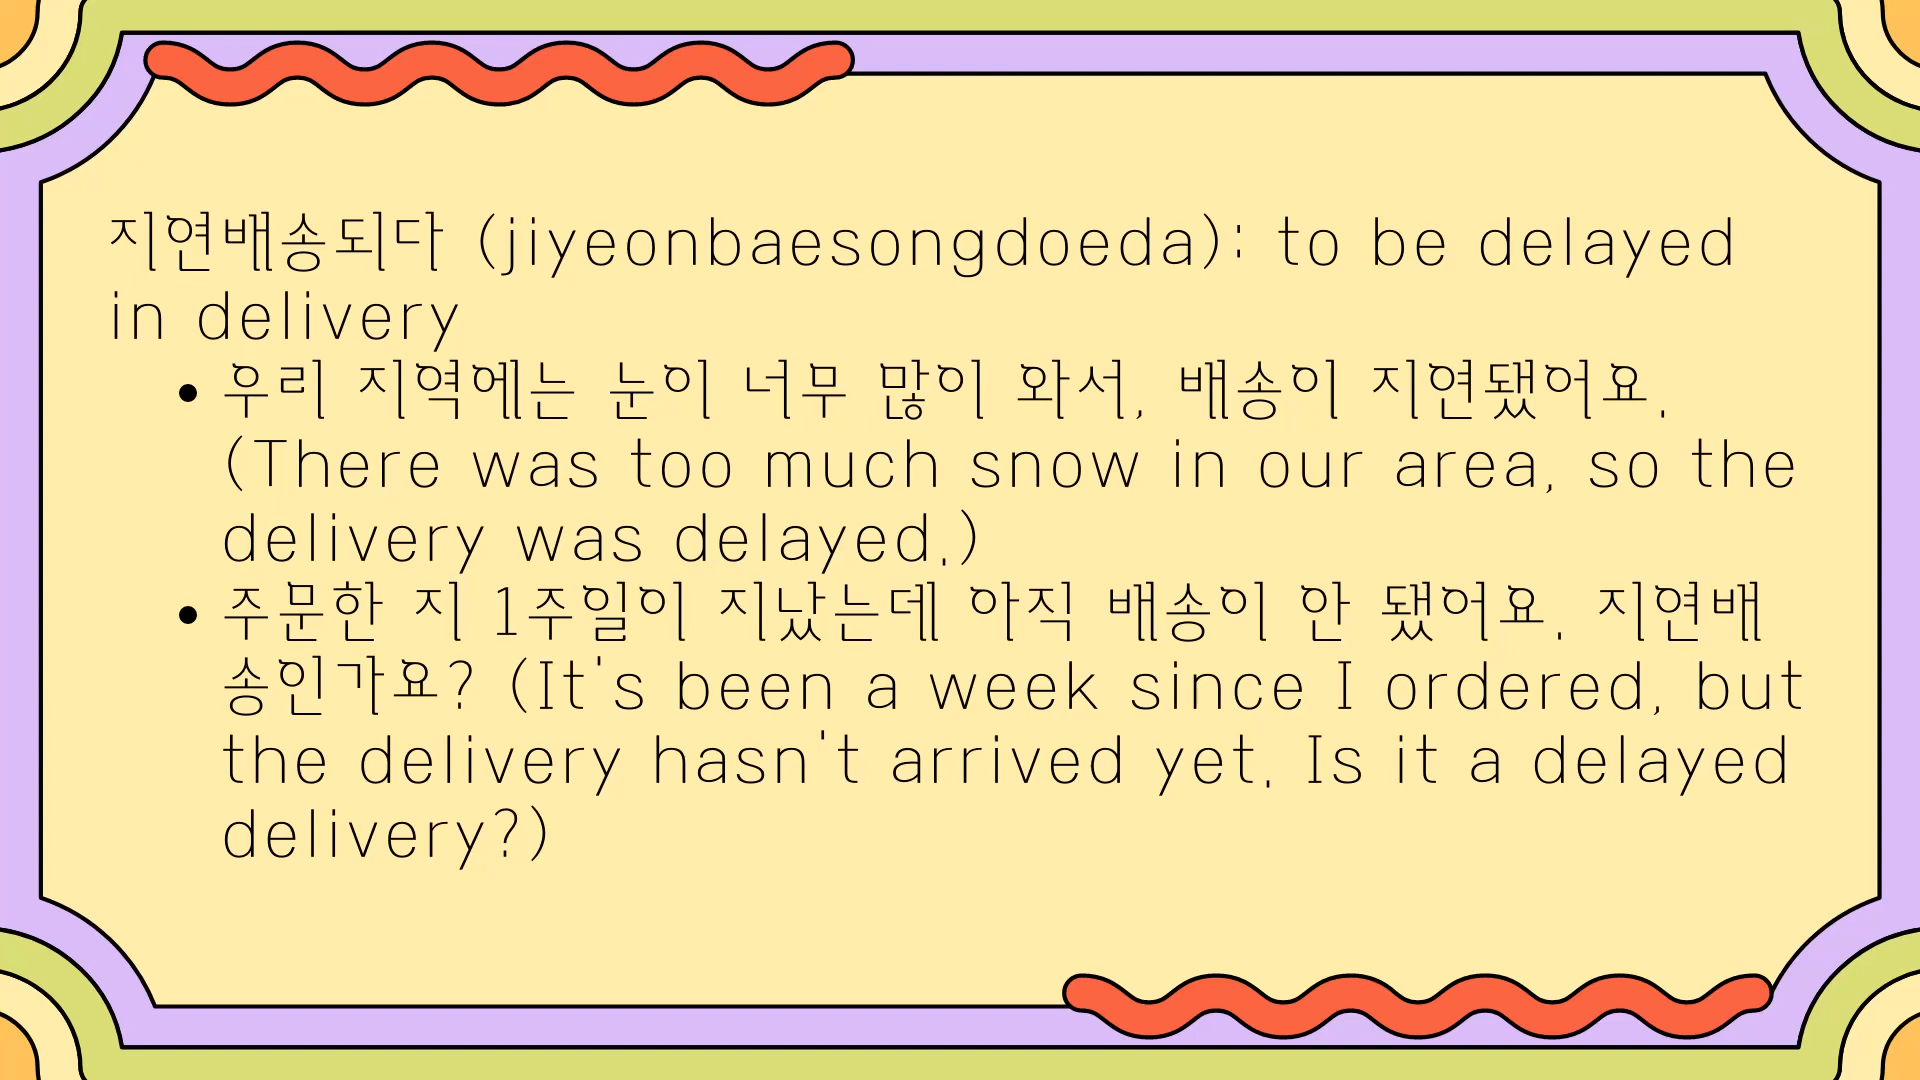 지연배송되다 (jiyeonbaesongdoeda): to be delayed
in delivery
• 우리 지역에는 눈이 너무 많이 와서, 배송이 지연됐어요.
(There was too much snow in our area, so the
delivery was delayed.)
• 주문한 지 1주일이 지났는데 아직 배송이 안 됐어요. 지연배
송인가요? (It's been a week since I ordered, but
the delivery hasn't arrived yet. Is it a delayed
delivery?)